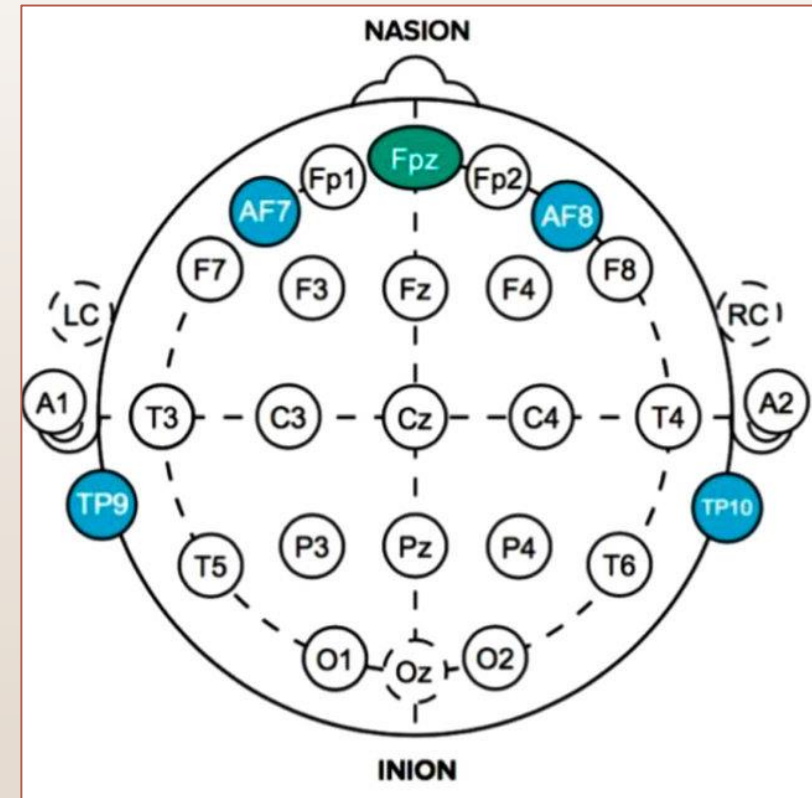 NASION
Fpz
Fp1 Fp2
AF7 AF8
F7 F3 Fz F4 F8
LC RC
A1 T3 C3 Cz C4 T4 A2
TP9 TP10
T5 P3 Pz P4 T6
O1 Oz O2
INION